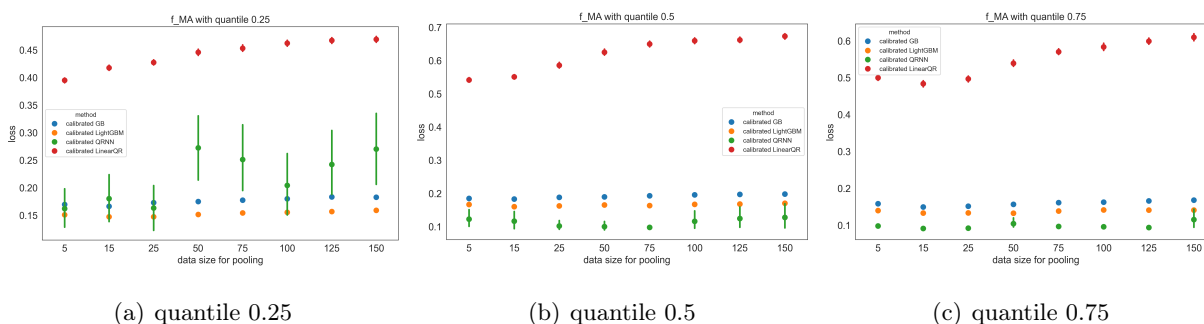 f_MA with quantile 0.25
0.45
0.40
0.35
0.30
0.25
0.20
0.15
loss
method
calibrated GB
calibrated LightGBM
calibrated QRNN
calibrated LinearQR
5 15 25 50 75 100 125 150
data size for pooling
(a) quantile 0.25
f_MA with quantile 0.5
0.7
0.6
0.5
0.4
0.3
0.2
0.1
loss
method
calibrated GB
calibrated LightGBM
calibrated QRNN
calibrated LinearQR
5 15 25 50 75 100 125 150
data size for pooling
(b) quantile 0.5
f_MA with quantile 0.75
0.6
0.5
0.4
0.3
0.2
0.1
loss
method
calibrated GB
calibrated LightGBM
calibrated QRNN
calibrated LinearQR
5 15 25 50 75 100 125 150
data size for pooling
(c) quantile 0.75